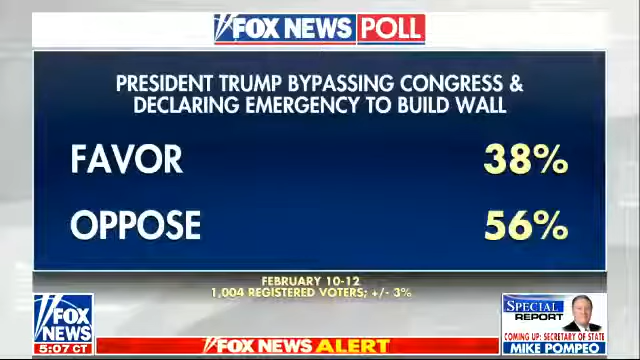 FOX NEWS POLL
PRESIDENT TRUMP BYPASSING CONGRESS &
DECLARING EMERGENCY TO BUILD WALL
FAVOR 38%
OPPOSE 56%
FEBRUARY 10-12
1,004 REGISTERED VOTERS; +/- 3%
FOX
NEWS
5:07 CT
FOX NEWS ALERT
SPECIAL
REPORT
COMING UP: SECRETARY OF STATE
MIKE POMPEO